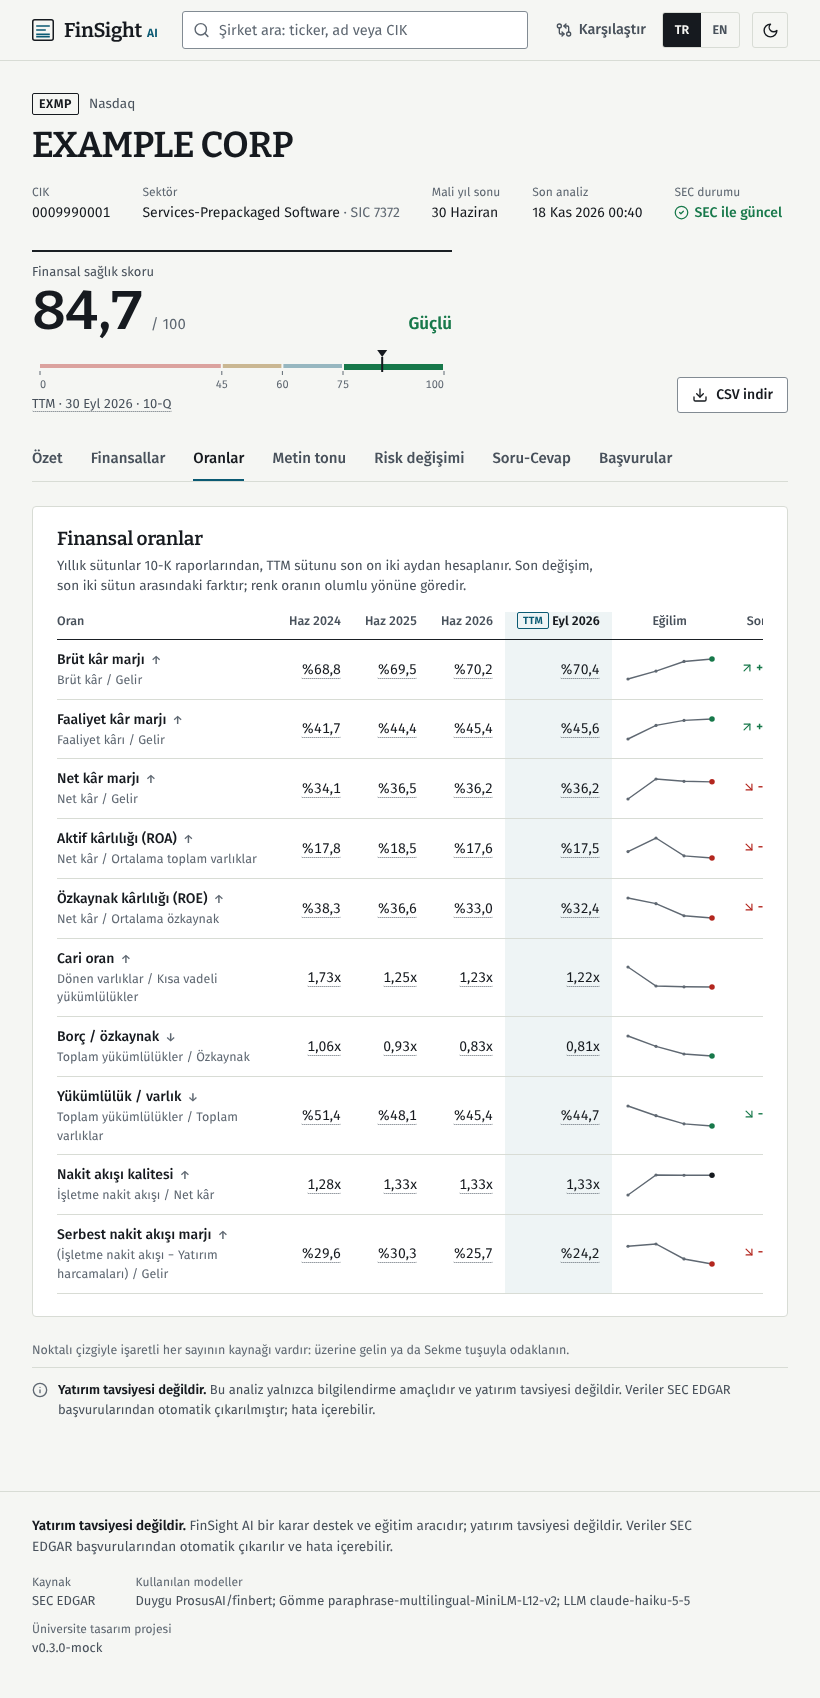 FinSight AI
Şirket ara: ticker, ad veya CIK
Karşılaştır
TR EN
EXMP Nasdaq
EXAMPLE CORP
CIK Sektör Mali yıl sonu Son analiz SEC durumu
0009990001 Services-Prepackaged Software · SIC 7372 30 Haziran 18 Kas 2026 00:40 SEC ile güncel
Finansal sağlık skoru
84,7 / 100 Güçlü
0 45 60 75 100
TTM · 30 Eyl 2026 · 10-Q
CSV indir
Özet Finansallar Oranlar Metin tonu Risk değişimi Soru-Cevap Başvurular
Finansal oranlar
Yıllık sütunlar 10-K raporlarından, TTM sütunu son on iki aydan hesaplanır. Son değişim,
son iki sütun arasındaki farktır; renk oranın olumlu yönüne göredir.
Oran Haz 2024 Haz 2025 Haz 2026 TTM Eyl 2026 Eğilim
Brüt kâr marjı ↑
Brüt kâr / Gelir
%68,8 %69,5 %70,2 %70,4 ↗ +
Faaliyet kâr marjı ↑
Faaliyet kârı / Gelir
%41,7 %44,4 %45,4 %45,6 ↗ +
Net kâr marjı ↑
Net kâr / Gelir
%34,1 %36,5 %36,2 %36,2 ↘ -
Aktif kârlılığı (ROA) ↑
Net kâr / Ortalama toplam varlıklar
%17,8 %18,5 %17,6 %17,5 ↘ -
Özkaynak kârlılığı (ROE) ↑
Net kâr / Ortalama özkaynak
%38,3 %36,6 %33,0 %32,4 ↘ -
Cari oran ↑
Dönen varlıklar / Kısa vadeli
yükümlülükler
1,73x 1,25x 1,23x 1,22x
Borç / özkaynak ↓
Toplam yükümlülükler / Özkaynak
1,06x 0,93x 0,83x 0,81x
Yükümlülük / varlık ↓
Toplam yükümlülükler / Toplam
varlıklar
%51,4 %48,1 %45,4 %44,7 ↘ -
Nakit akışı kalitesi ↑
İşletme nakit akışı / Net kâr
1,28x 1,33x 1,33x 1,33x
Serbest nakit akışı marjı ↑
(İşletme nakit akışı − Yatırım
harcamaları) / Gelir
%29,6 %30,3 %25,7 %24,2 ↘ -
Noktalı çizgiyle işaretli her sayının kaynağı vardır: üzerine gelin ya da Sekme tuşuyla odaklanın.
Yatırım tavsiyesi değildir. Bu analiz yalnızca bilgilendirme amaçlıdır ve yatırım tavsiyesi değildir. Veriler SEC EDGAR
başvurularından otomatik çıkarılmıştır; hata içerebilir.
Yatırım tavsiyesi değildir. FinSight AI bir karar destek ve eğitim aracıdır; yatırım tavsiyesi değildir. Veriler SEC
EDGAR başvurularından otomatik çıkarılır ve hata içerebilir.
Kaynak Kullanılan modeller
SEC EDGAR Duygu ProsusAI/finbert; Gömme paraphrase-multilingual-MiniLM-L12-v2; LLM claude-haiku-5-5
Üniversite tasarım projesi
v0.3.0-mock